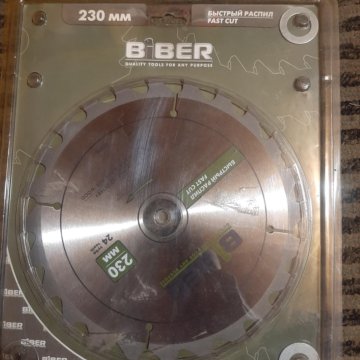 230 мм
БЫСТРЫЙ РАСПИЛ
FAST CUT
BIBER
QUALITY TOOLS FOR ANY PURPOSE
БЫСТРЫЙ РАСПИЛ
FAST CUT
24
230
мм